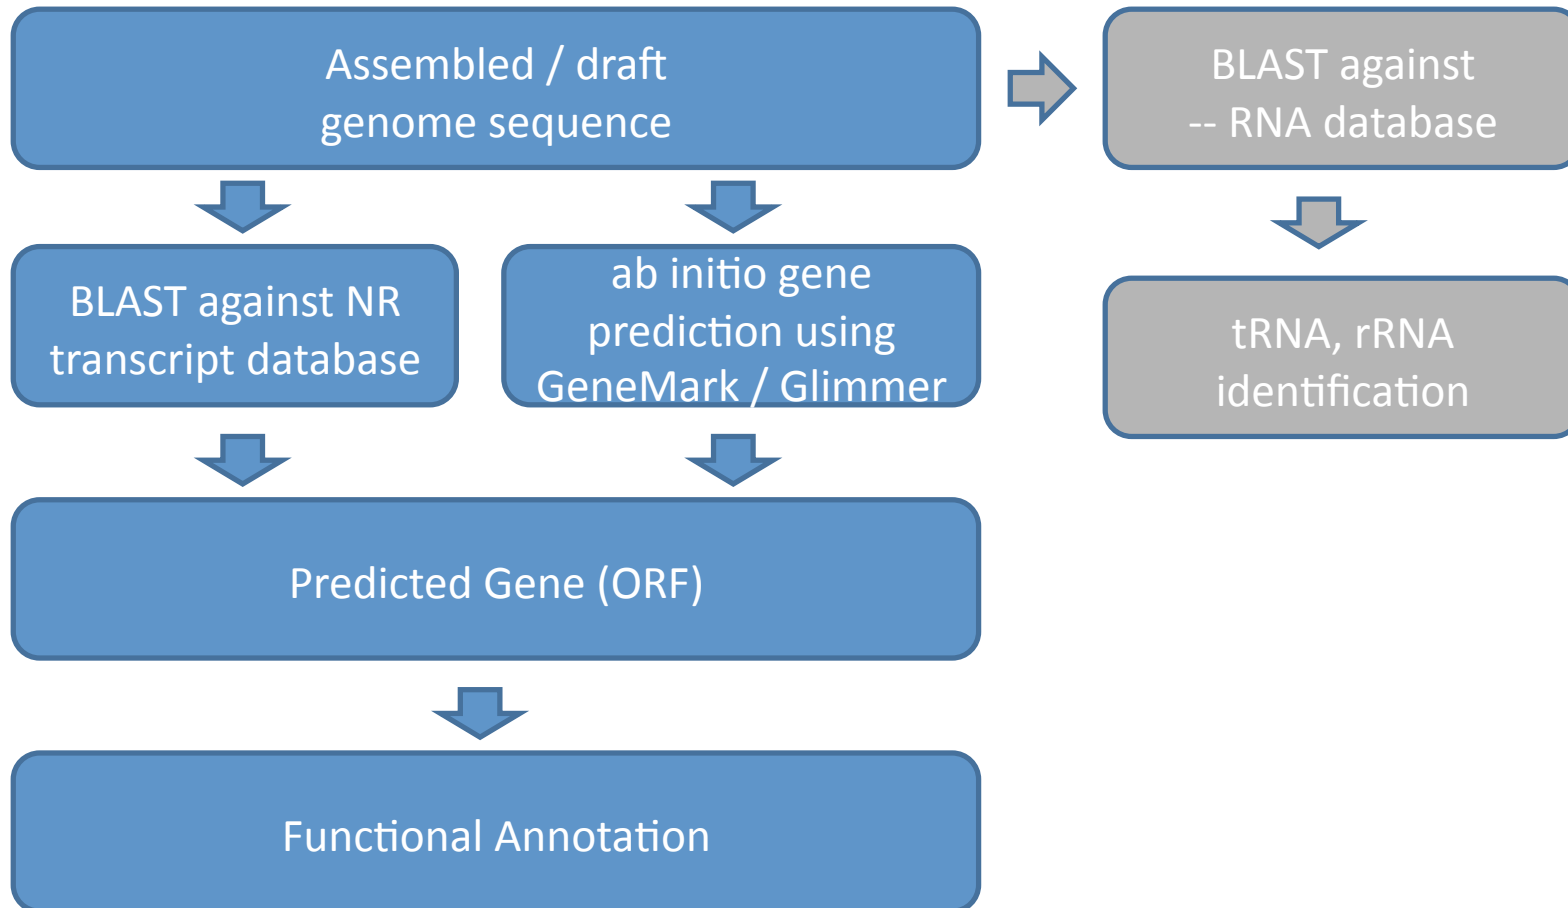 Assembled / draft
genome sequence
BLAST against
-- RNA database
BLAST against NR
transcript database
ab initio gene
prediction using
GeneMark / Glimmer
tRNA, rRNA
identification
Predicted Gene (ORF)
Functional Annotation